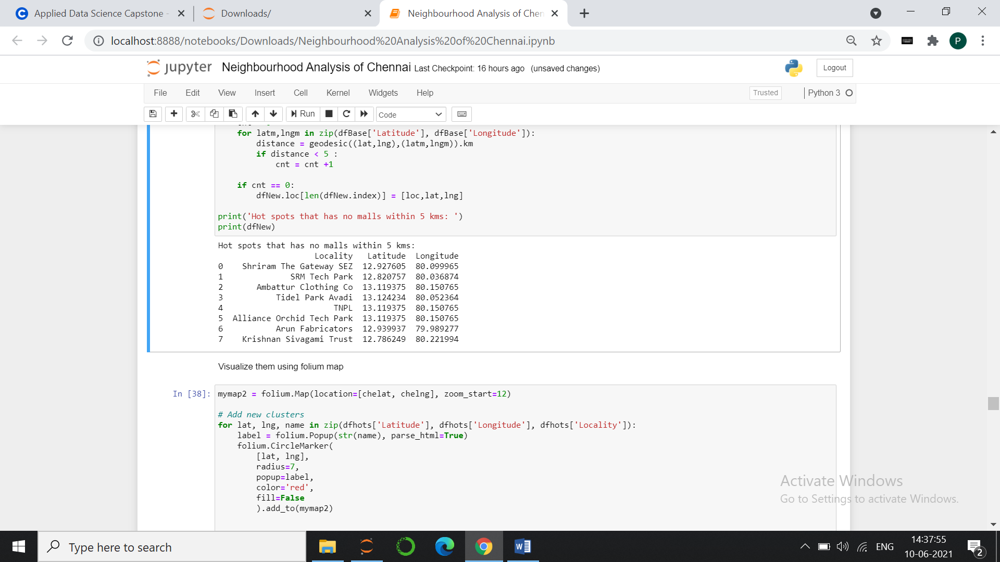 Applied Data Science Capstone -
Downloads/
Neighbourhood Analysis of Chen
localhost:8888/notebooks/Downloads/Neighbourhood%20Analysis%20of%20Chennai.ipynb
P
jupyter Neighbourhood Analysis of Chennai Last Checkpoint: 16 hours ago (unsaved changes)
Logout
File Edit View Insert Cell Kernel Widgets Help
Trusted
Python 3
Run
Code
for latm,lngm in zip(dfBase['Latitude'], dfBase['Longitude']):
distance = geodesic((lat,lng),(latm,lngm)).km
if distance < 5 :
cnt = cnt +1
if cnt == 0:
dfNew.loc[len(dfNew.index)] = [loc,lat,lng]
print('Hot spots that has no malls within 5 kms: ')
print(dfNew)
Hot spots that has no malls within 5 kms:
Locality Latitude Longitude
0 Shriram The Gateway SEZ 12.927605 80.099965
1 SRM Tech Park 12.820757 80.036874
2 Ambattur Clothing Co 13.119375 80.150765
3 Tidel Park Avadi 13.124234 80.052364
4 TNPL 13.119375 80.150765
5 Alliance Orchid Tech Park 13.119375 80.150765
6 Arun Fabricators 12.939937 79.989277
7 Krishnan Sivagami Trust 12.786249 80.221994
Visualize them using folium map
In [38]: mymap2 = folium.Map(location=[chelat, chelng], zoom_start=12)
# Add new clusters
for lat, lng, name in zip(dfhots['Latitude'], dfhots['Longitude'], dfhots['Locality']):
label = folium.Popup(str(name), parse_html=True)
folium.CircleMarker(
[lat, lng],
radius=7,
popup=label,
color='red',
fill=False
).add_to(mymap2)
Activate Windows
Go to Settings to activate Windows.
Type here to search
ENG
14:37:55
10-06-2021
2